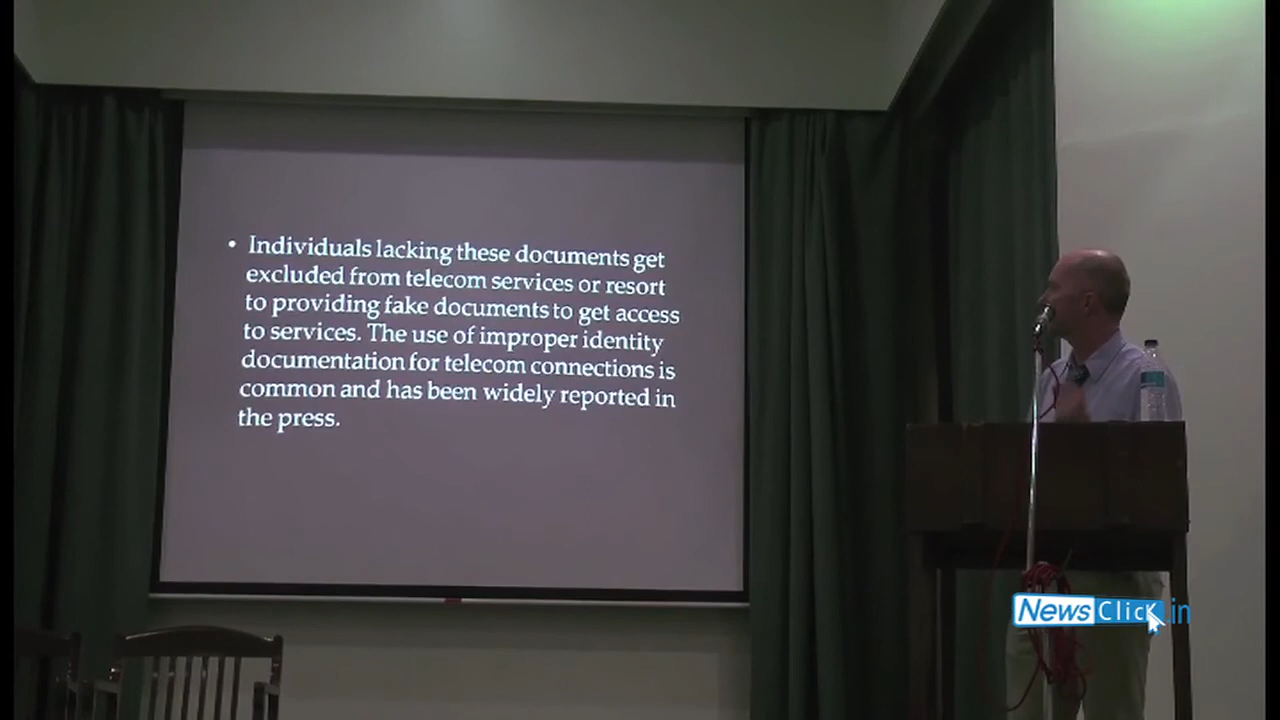 • Individuals lacking these documents get
excluded from telecom services or resort
to providing fake documents to get access
to services. The use of improper identity
documentation for telecom connections is
common and has been widely reported in
the press.
NewsClick in